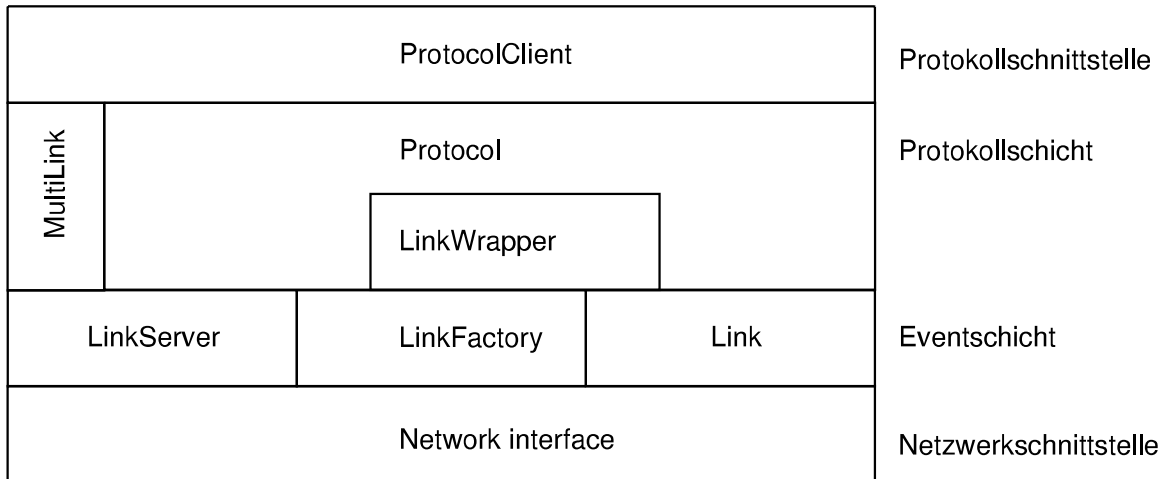 ProtocolClient
Protokollschnittstelle
MultiLink
Protocol
Protokollschicht
LinkWrapper
LinkServer
LinkFactory
Link
Eventschicht
Network interface
Netzwerkschnittstelle